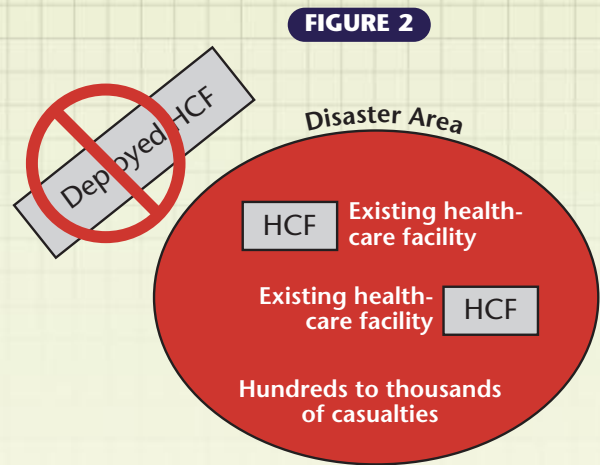 FIGURE 2
Deployed HCF
Disaster Area
HCF
Existing health-
care facility
Existing health-
care facility
HCF
Hundreds to thousands
of casualties